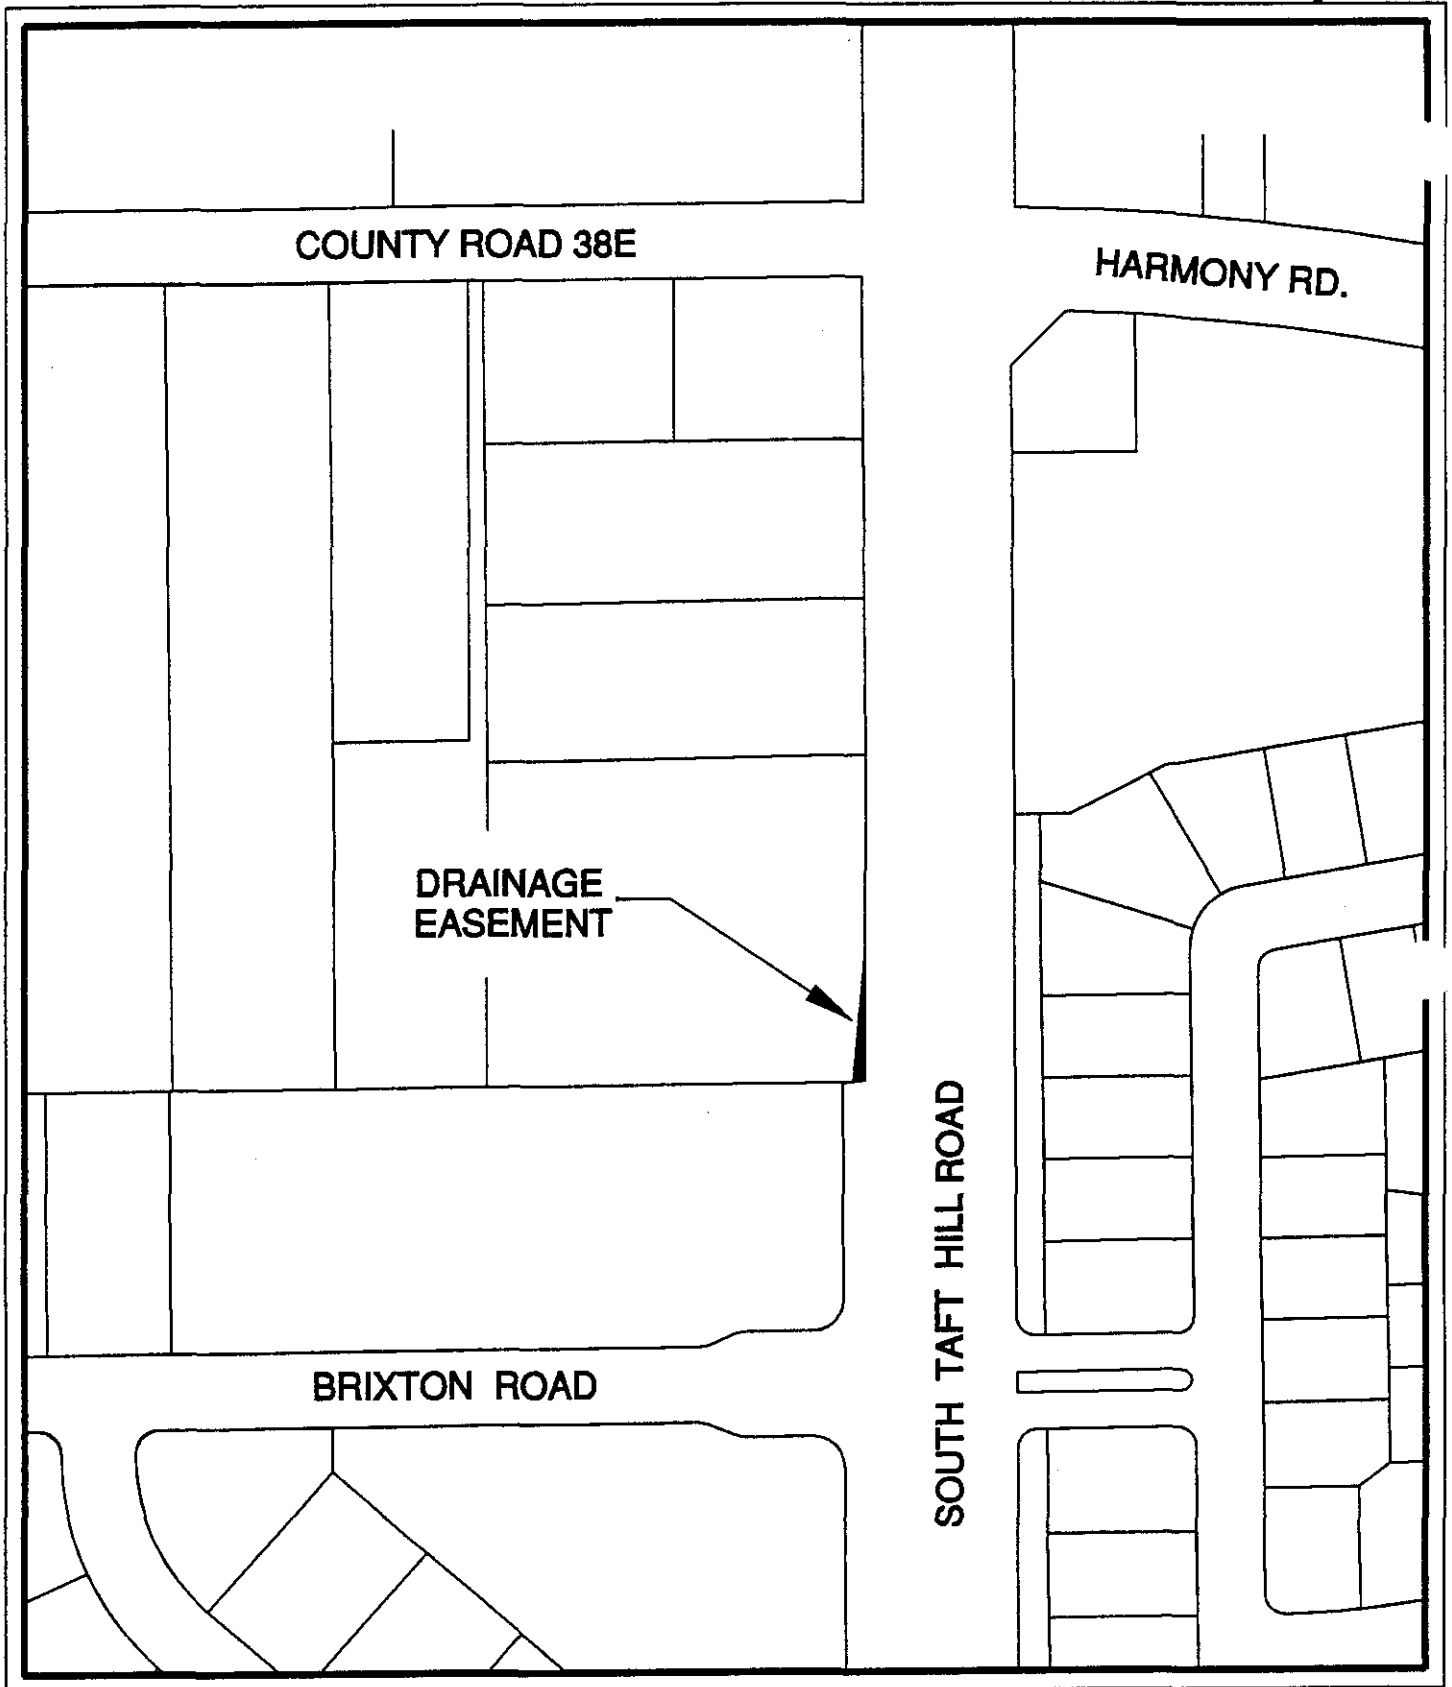 COUNTY ROAD 38E
HARMONY RD.
DRAINAGE
EASEMENT
SOUTH TAFT HILL ROAD
BRIXTON ROAD